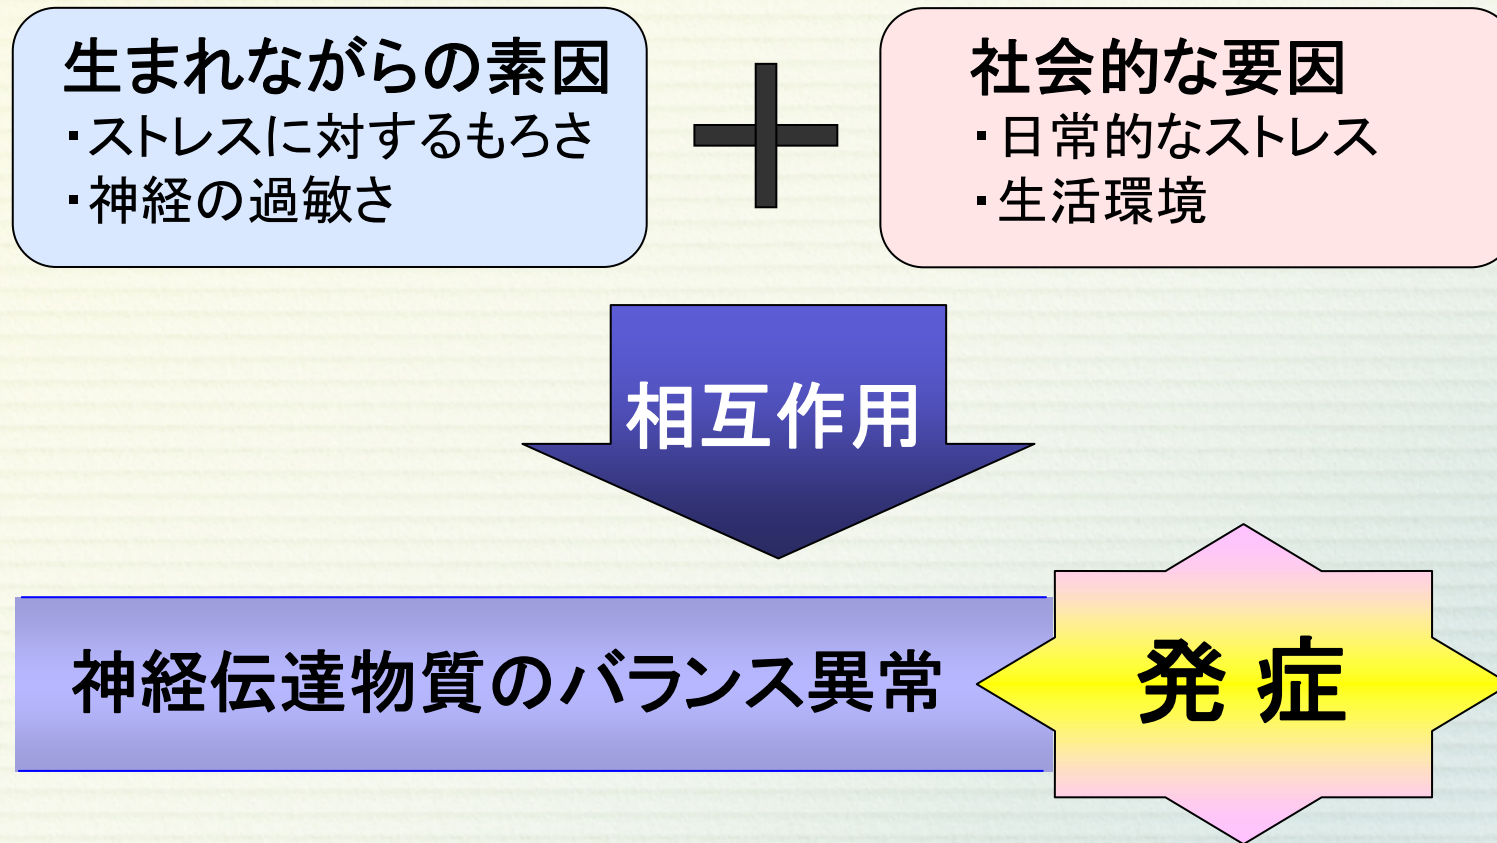 生まれながらの素因
・ストレスに対するもろさ
・神経の過敏さ
社会的な要因
・日常的なストレス
・生活環境
相互作用
神経伝達物質のバランス異常
発 症